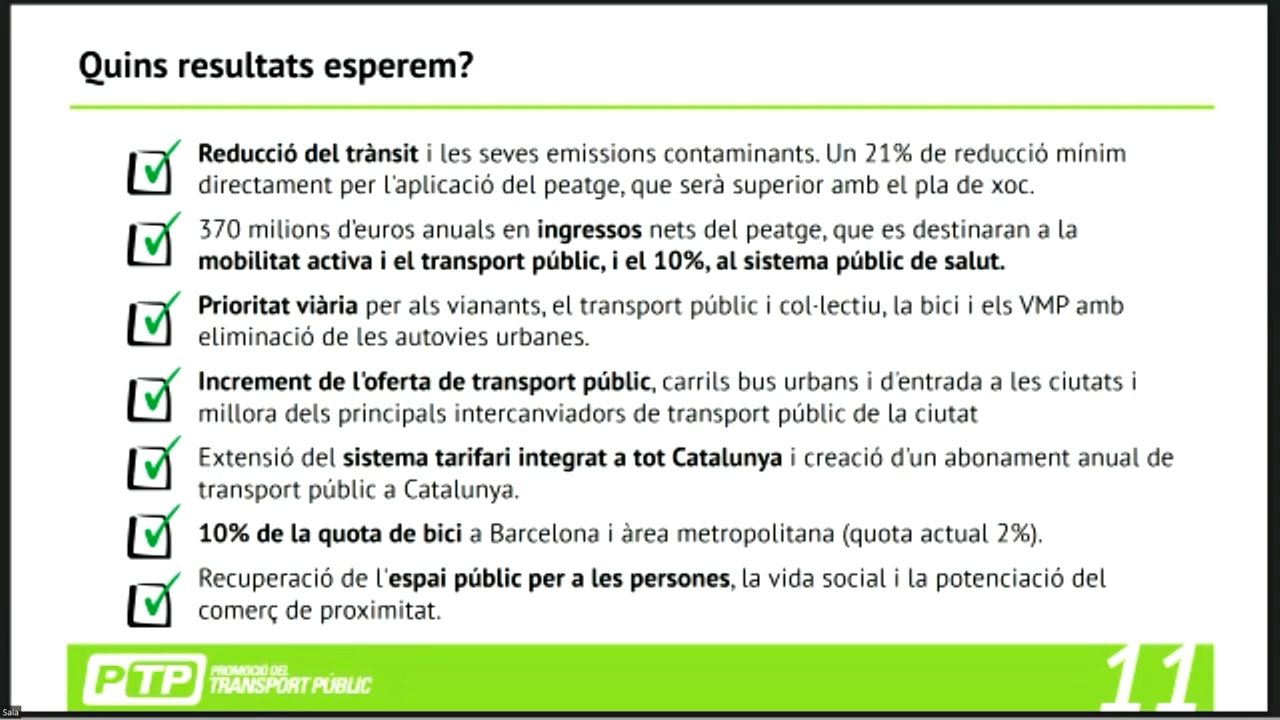 Quins resultats esperem?
Reducció del trànsit i les seves emissions contaminants. Un 21% de reducció mínim
directament per l'aplicació del peatge, que serà superior amb el pla de xoc.
370 milions d'euros anuals en ingressos nets del peatge, que es destinaran a la
mobilitat activa i el transport públic, i el 10%, al sistema públic de salut.
Prioritat viària per als vianants, el transport públic i col·lectiu, la bici i els VMP amb
eliminació de les autovies urbanes.
Increment de l'oferta de transport públic, carrils bus urbans i d'entrada a les ciutats i
millora dels principals intercanviadors de transport públic de la ciutat
Extensió del sistema tarifari integrat a tot Catalunya i creació d'un abonament anual de
transport públic a Catalunya.
10% de la quota de bici a Barcelona i àrea metropolitana (quota actual 2%).
Recuperació de l'espai públic per a les persones, la vida social i la potenciació del
comerç de proximitat.
PTP PROMOCIÓ DEL
TRANSPORT PÚBLIC
11
Sala